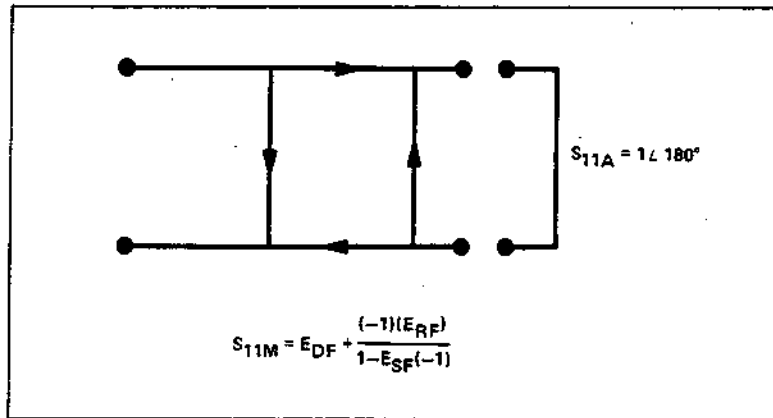 S11A = 1∠ 180°
S11M = EDF + (-1)(ERF) / 1-ESF(-1)